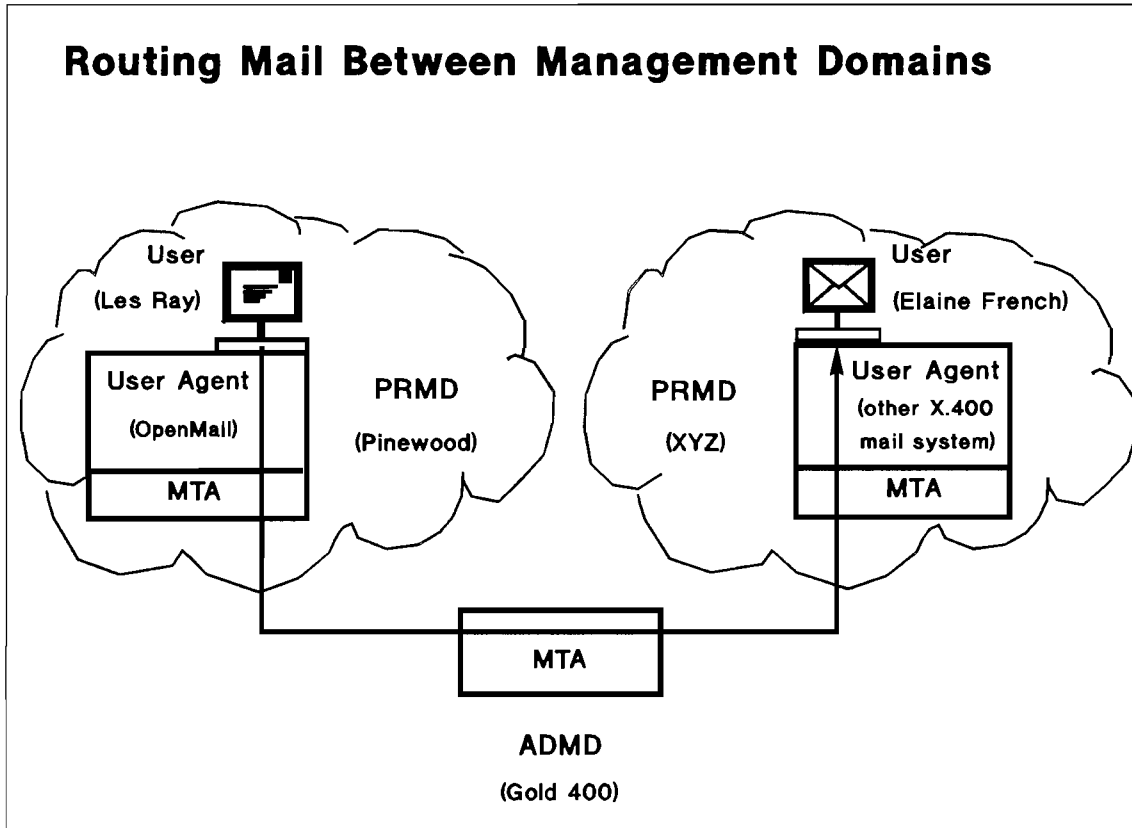 Routing Mail Between Management Domains
User
(Les Ray)
User Agent
(OpenMail)
MTA
PRMD
(Pinewood)
PRMD
(XYZ)
User
(Elaine French)
User Agent
(other X.400
mail system)
MTA
MTA
ADMD
(Gold 400)